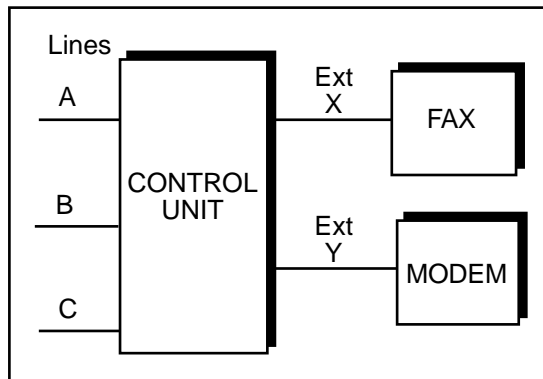 Lines
A
B
C
CONTROL
UNIT
Ext
X
FAX
Ext
Y
MODEM